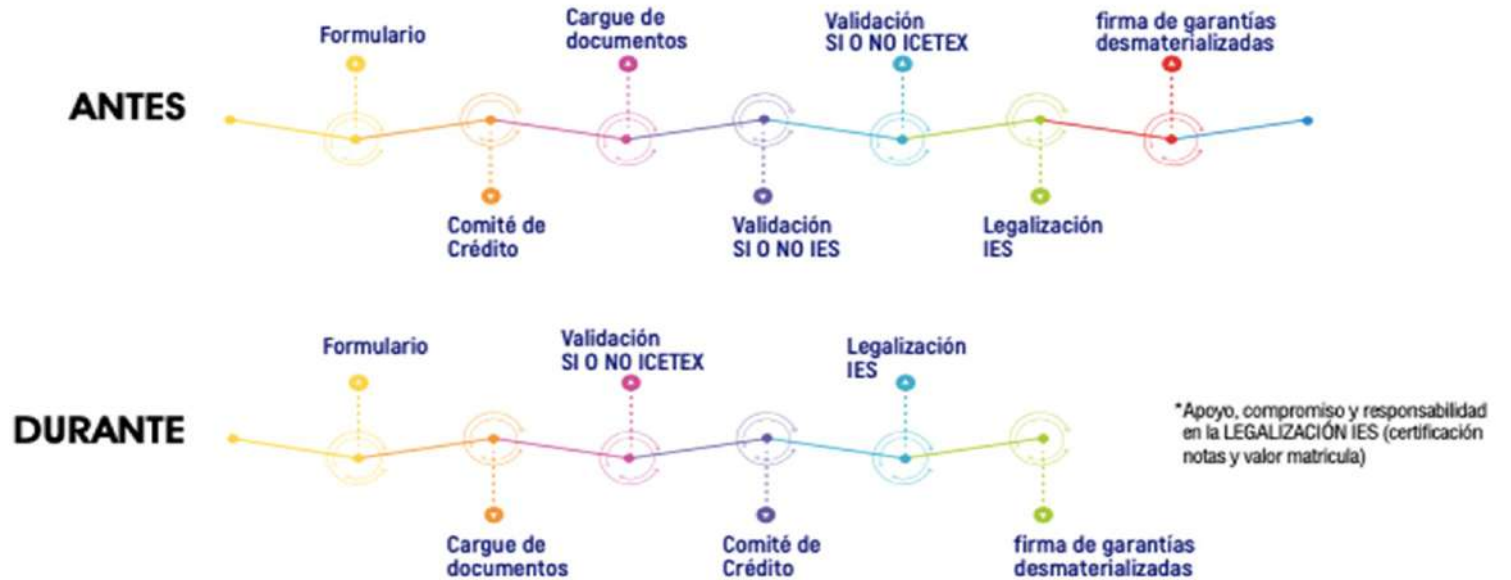 ANTES
Formulario
Comité de
Crédito
Cargue de
documentos
Validación
SI O NO IES
Validación
SI O NO ICETEX
Legalización
IES
firma de garantías
desmaterializadas
DURANTE
Formulario
Cargue de
documentos
Validación
SI O NO ICETEX
Comité de
Crédito
Legalización
IES
firma de garantías
desmaterializadas
*Apoyo, compromiso y responsabilidad
en la LEGALIZACIÓN IES (certificación
notas y valor matricula)